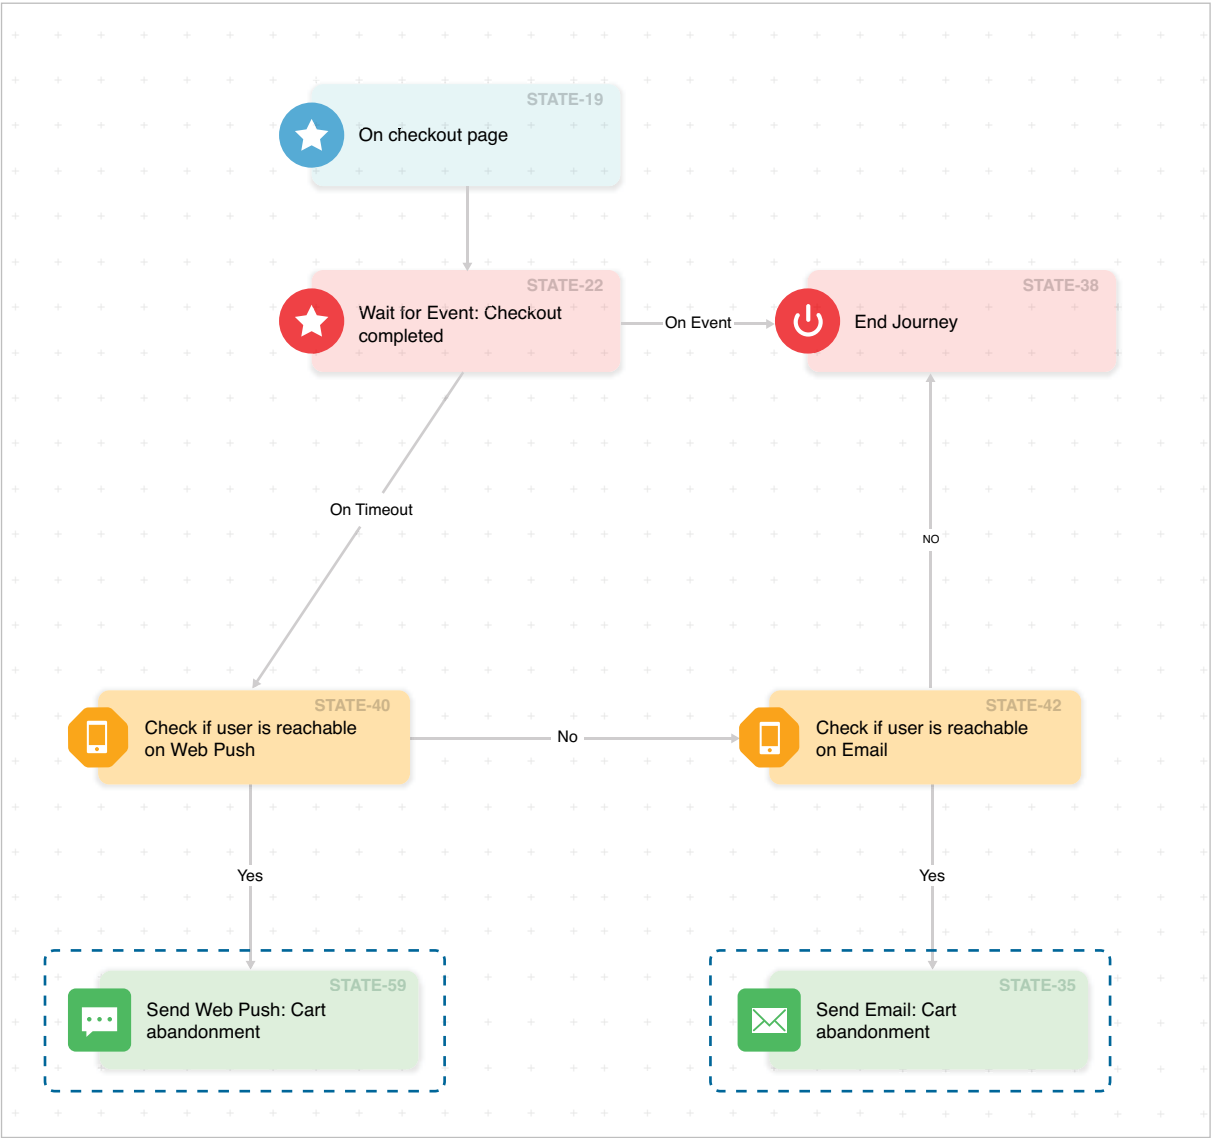 STATE-19
On checkout page
STATE-22
Wait for Event: Checkout
completed
On Event
STATE-38
End Journey
On Timeout
NO
STATE-40
Check if user is reachable
on Web Push
No
STATE-42
Check if user is reachable
on Email
Yes
Yes
STATE-59
Send Web Push: Cart
abandonment
STATE-35
Send Email: Cart
abandonment